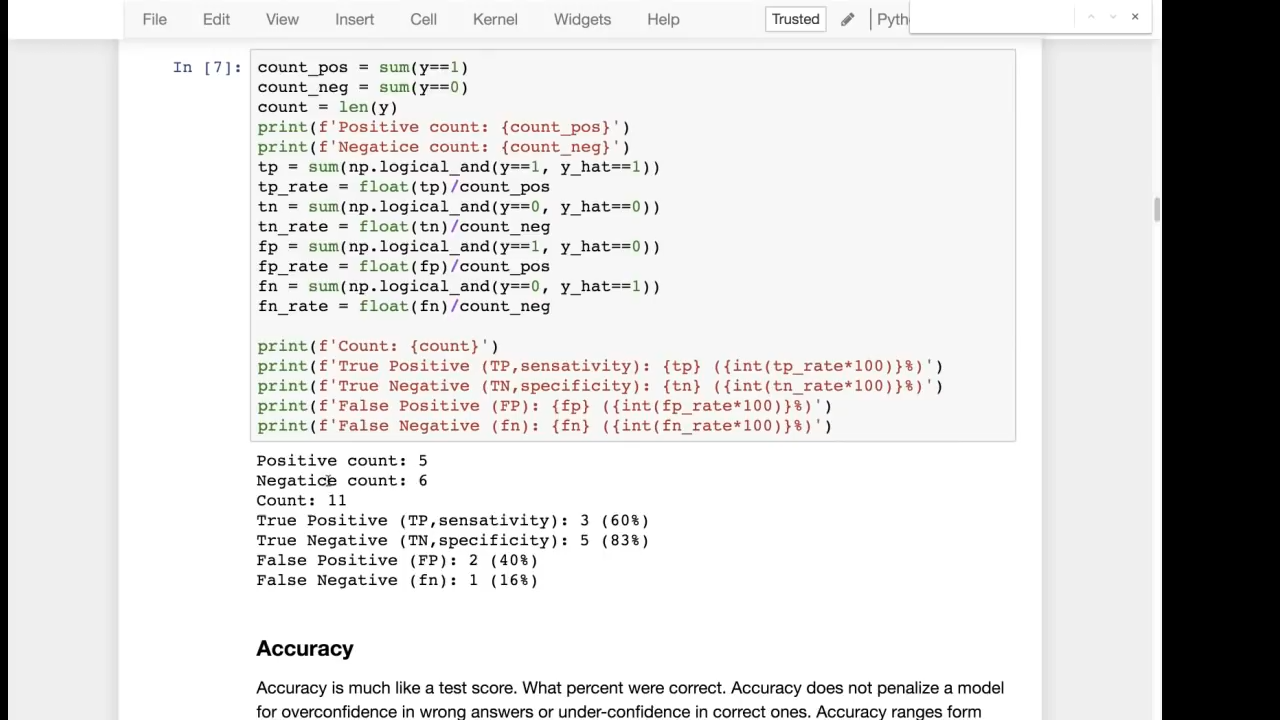 File Edit View Insert Cell Kernel Widgets Help Trusted
In [7]:
count_pos = sum(y==1)
count_neg = sum(y==0)
count = len(y)
print(f'Positive count: {count_pos}')
print(f'Negatice count: {count_neg}')
tp = sum(np.logical_and(y==1, y_hat==1))
tp_rate = float(tp)/count_pos
tn = sum(np.logical_and(y==0, y_hat==0))
tn_rate = float(tn)/count_neg
fp = sum(np.logical_and(y==1, y_hat==0))
fp_rate = float(fp)/count_pos
fn = sum(np.logical_and(y==0, y_hat==1))
fn_rate = float(fn)/count_neg
print(f'Count: {count}')
print(f'True Positive (TP,sensativity): {tp} ({int(tp_rate*100)}%)')
print(f'True Negative (TN,specificity): {tn} ({int(tn_rate*100)}%)')
print(f'False Positive (FP): {fp} ({int(fp_rate*100)}%)')
print(f'False Negative (fn): {fn} ({int(fn_rate*100)}%)')
Positive count: 5
Negatice count: 6
Count: 11
True Positive (TP,sensativity): 3 (60%)
True Negative (TN,specificity): 5 (83%)
False Positive (FP): 2 (40%)
False Negative (fn): 1 (16%)
Accuracy
Accuracy is much like a test score. What percent were correct. Accuracy does not penalize a model
for overconfidence in wrong answers or under-confidence in correct ones. Accuracy ranges form